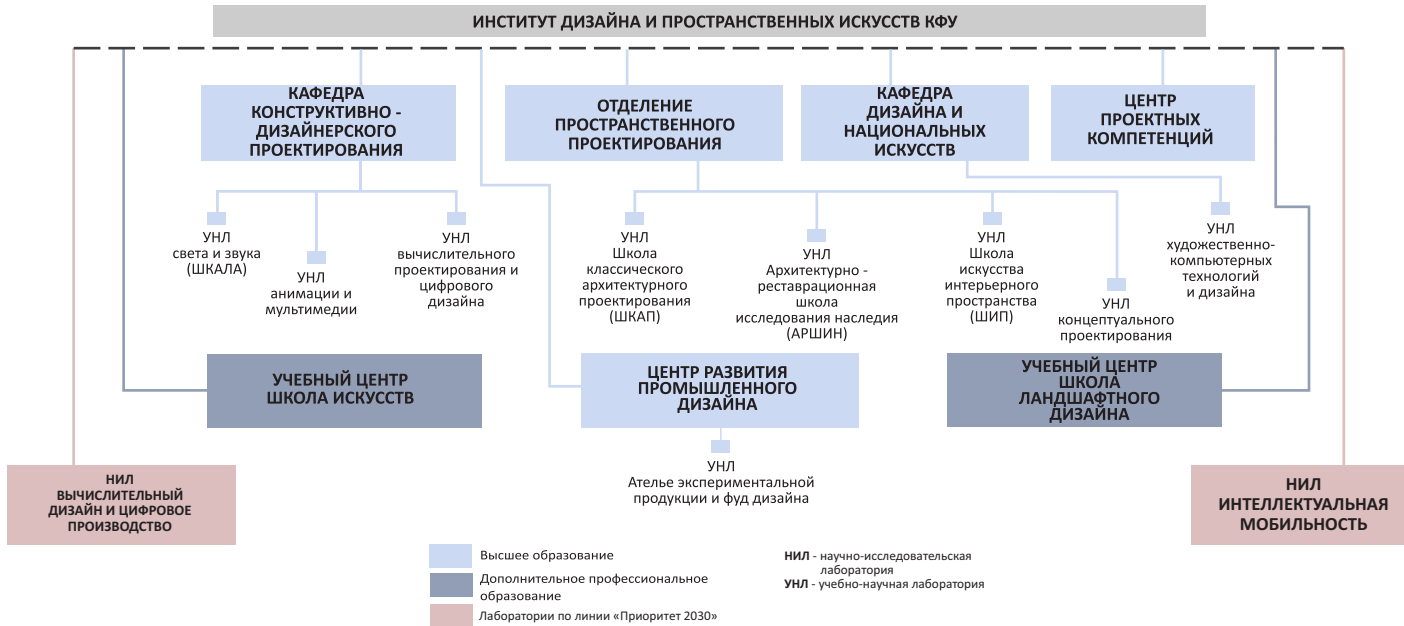 ИНСТИТУТ ДИЗАЙНА И ПРОСТРАНСТВЕННЫХ ИСКУССТВ КФУ
КАФЕДРА
КОНСТРУКТИВНО -
ДИЗАЙНЕРСКОГО
ПРОЕКТИРОВАНИЯ
ОТДЕЛЕНИЕ
ПРОСТРАНСТВЕННОГО
ПРОЕКТИРОВАНИЯ
КАФЕДРА
ДИЗАЙНА И
НАЦИОНАЛЬНЫХ
ИСКУССТВ
ЦЕНТР
ПРОЕКТНЫХ
КОМПЕТЕНЦИЙ
УНЛ
света и звука
(ШКАЛА)
УНЛ
анимации и
мультимедии
УНЛ
вычислительного
проектирования и
цифрового
дизайна
УНЛ
Школа
классического
архитектурного
проектирования
(ШКАП)
УНЛ
Архитектурно -
реставрационная
школа
исследования наследия
(АРШИН)
УНЛ
Школа
искусства
интерьерного
пространства
(ШИП)
УНЛ
концептуального
проектирования
УНЛ
художественно-
компьютерных
технологий
и дизайна
УЧЕБНЫЙ ЦЕНТР
ШКОЛА ИСКУССТВ
ЦЕНТР РАЗВИТИЯ
ПРОМЫШЛЕННОГО
ДИЗАЙНА
УЧЕБНЫЙ ЦЕНТР
ШКОЛА
ЛАНДШАФТНОГО
ДИЗАЙНА
УНЛ
Ателье экспериментальной
продукции и фуд дизайна
НИЛ
ВЫЧИСЛИТЕЛЬНЫЙ
ДИЗАЙН И ЦИФРОВОЕ
ПРОИЗВОДСТВО
НИЛ
ИНТЕЛЛЕКТУАЛЬНАЯ
МОБИЛЬНОСТЬ
Высшее образование
Дополнительное профессиональное
образование
Лаборатории по линии «Приоритет 2030»
НИЛ - научно-исследовательская
лаборатория
УНЛ - учебно-научная лаборатория